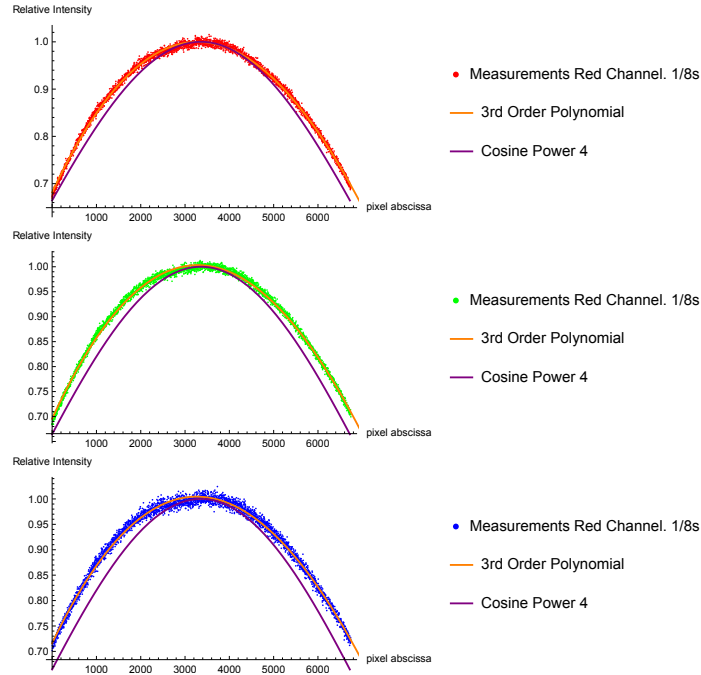 Relative Intensity
1.0
0.9
0.8
0.7
1000 2000 3000 4000 5000 6000
pixel abscissa
Measurements Red Channel. 1/8s
3rd Order Polynomial
Cosine Power 4
Relative Intensity
1.00
0.95
0.90
0.85
0.80
0.75
0.70
1000 2000 3000 4000 5000 6000
pixel abscissa
Measurements Red Channel. 1/8s
3rd Order Polynomial
Cosine Power 4
Relative Intensity
1.00
0.95
0.90
0.85
0.80
0.75
0.70
1000 2000 3000 4000 5000 6000
pixel abscissa
Measurements Red Channel. 1/8s
3rd Order Polynomial
Cosine Power 4